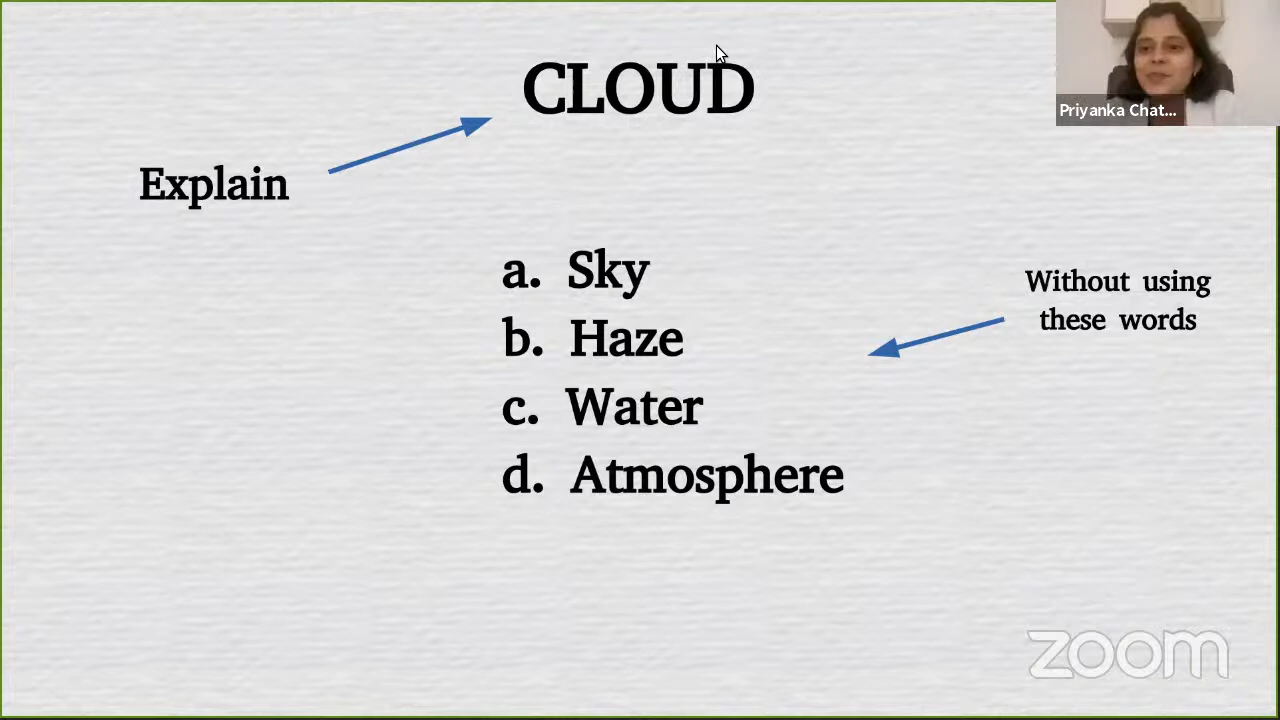 CLOUD
Priyanka Chat...
Explain
a. Sky
b. Haze
c. Water
d. Atmosphere
Without using
these words
zoom